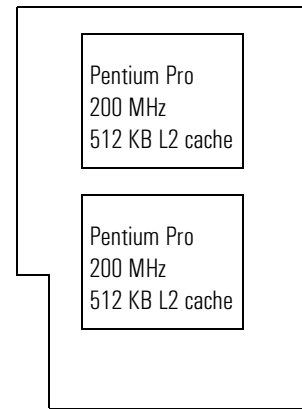 Pentium Pro
200 MHz
512 KB L2 cache
Pentium Pro
200 MHz
512 KB L2 cache